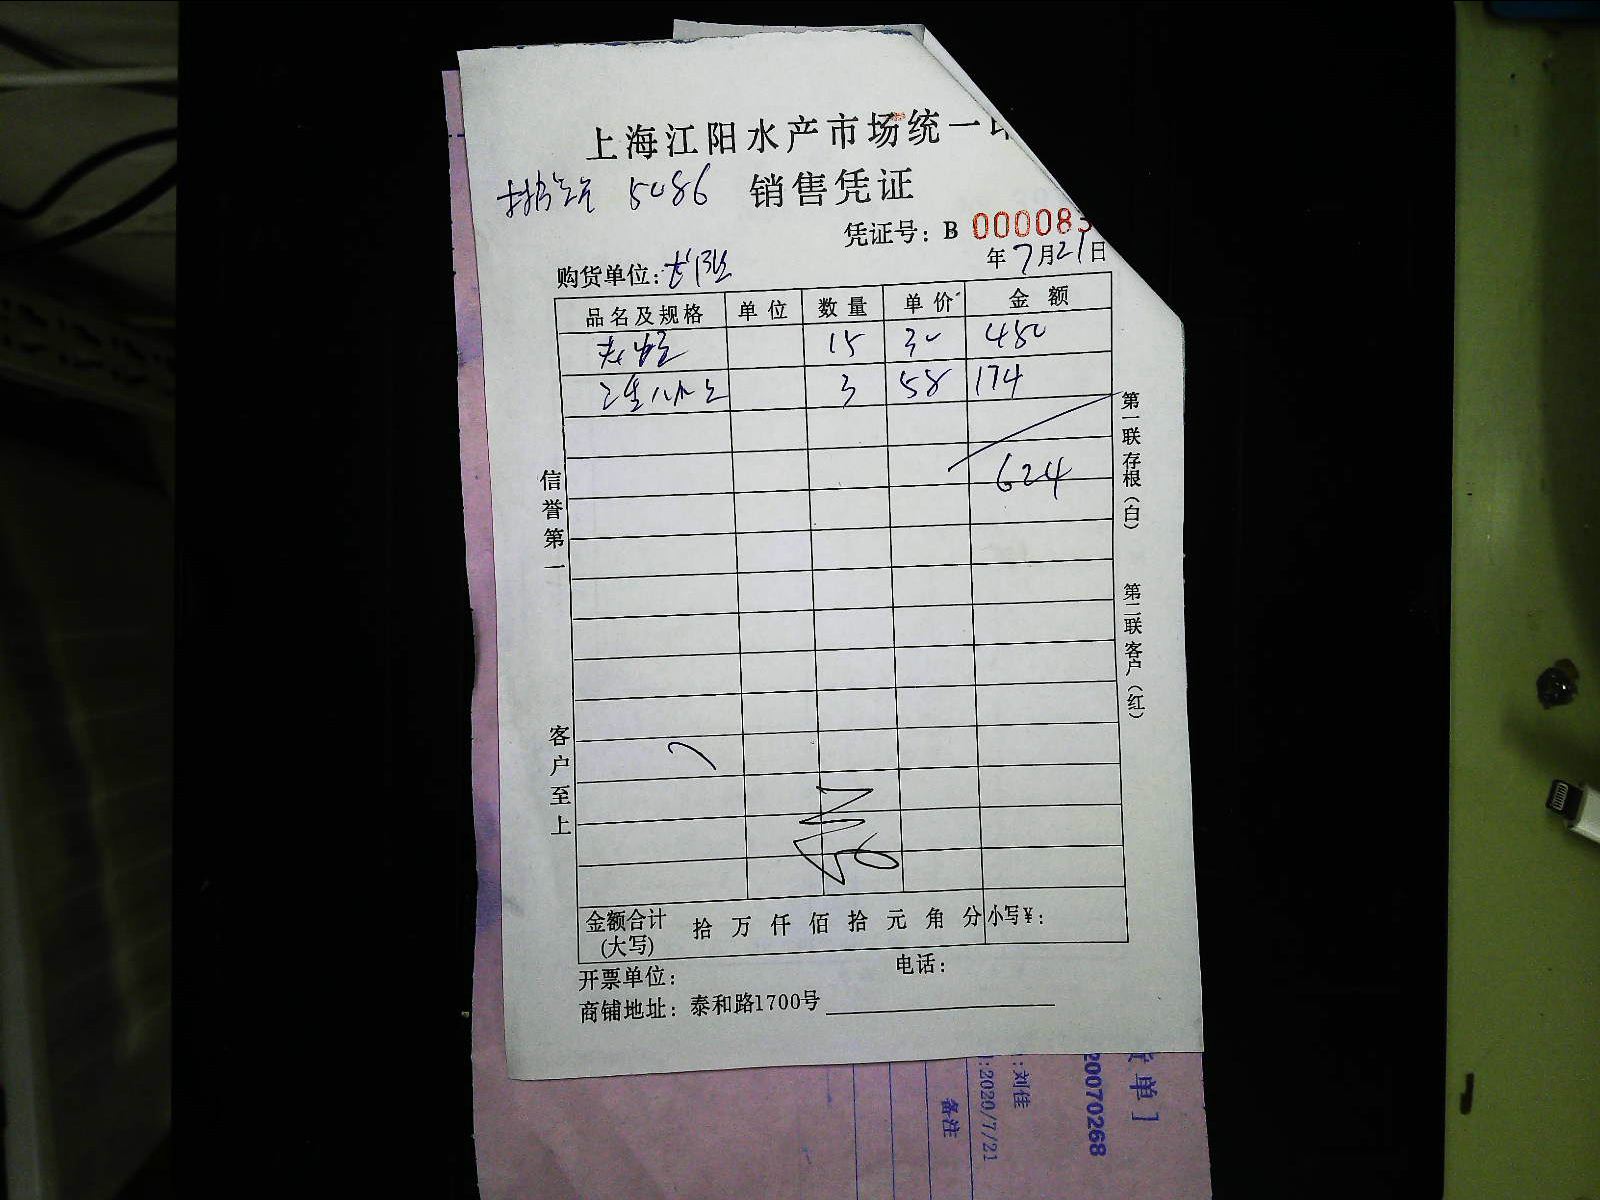 上海江阳水产市场统一
5086 销售凭证
凭证号：B 000083
年7月21日
购货单位：
品名及规格 单位 数量 单价 金额
15 30 450
3 58 174
624
信誉第一
客户至上
第一联存根（白）
第二联客户（红）
金额合计（大写） 拾 万 仟 佰 拾 元 角 分 小写￥：
开票单位： 电话：
商铺地址：泰和路1700号
单］
20070268
：刘佳
:2020/7/21
备注